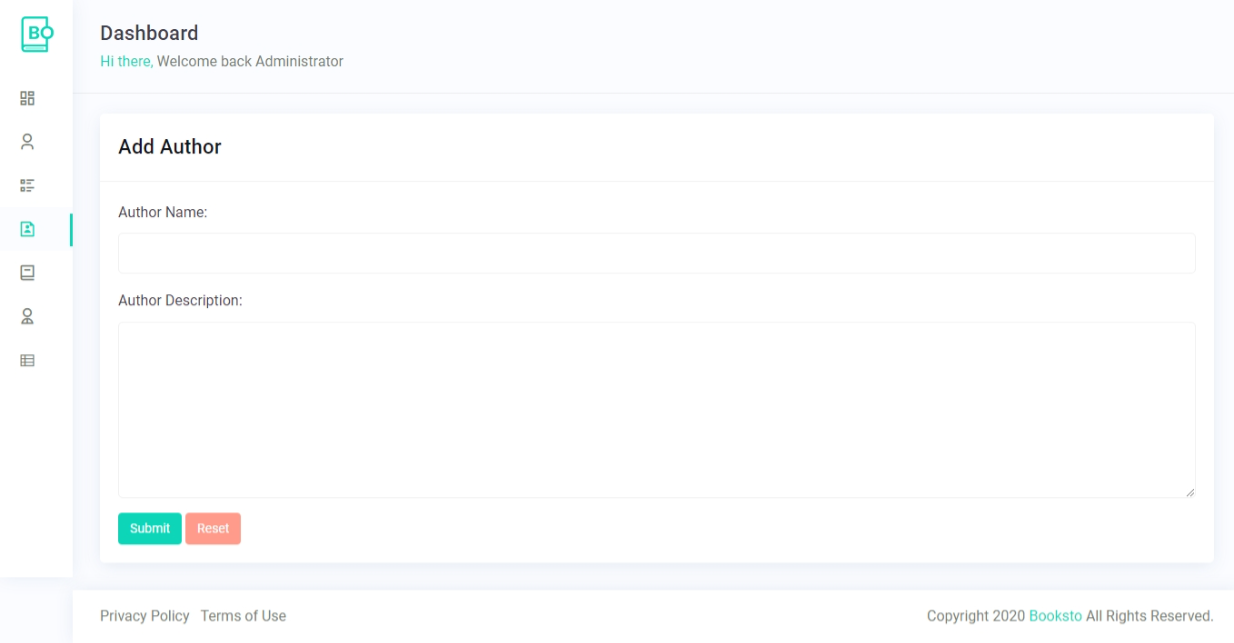 BO
Dashboard
Hi there, Welcome back Administrator
Add Author
Author Name:
Author Description:
Submit Reset
Privacy Policy Terms of Use Copyright 2020 Booksto All Rights Reserved.